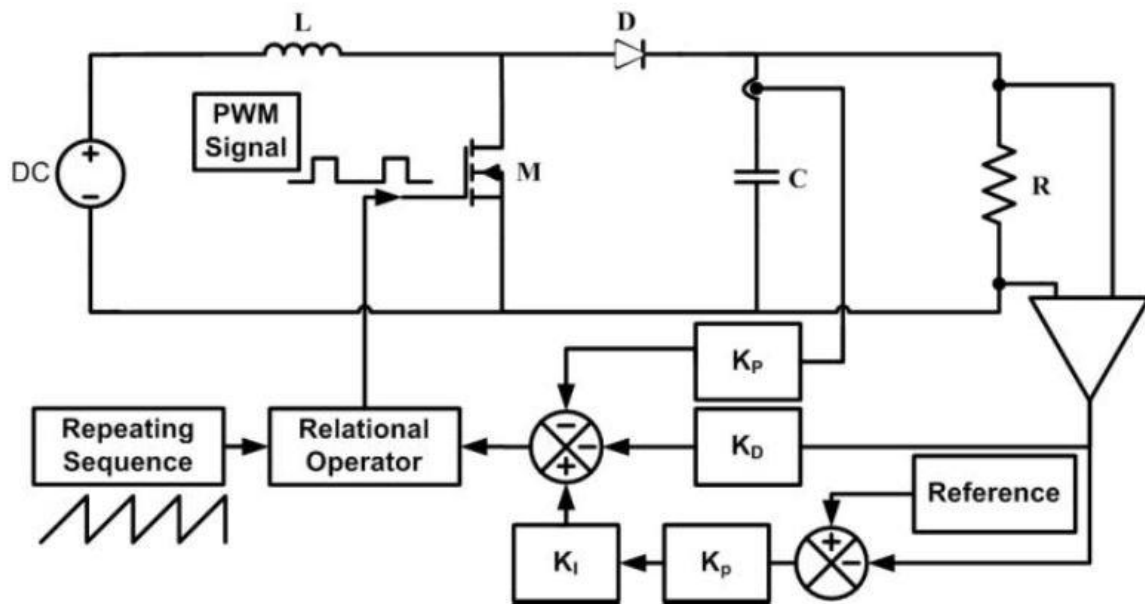 L
D
PWM
Signal
DC
+
−
M
C
R
K_P
Repeating
Sequence
Relational
Operator
−
−
+
K_D
Reference
K_I
K_p
+
−